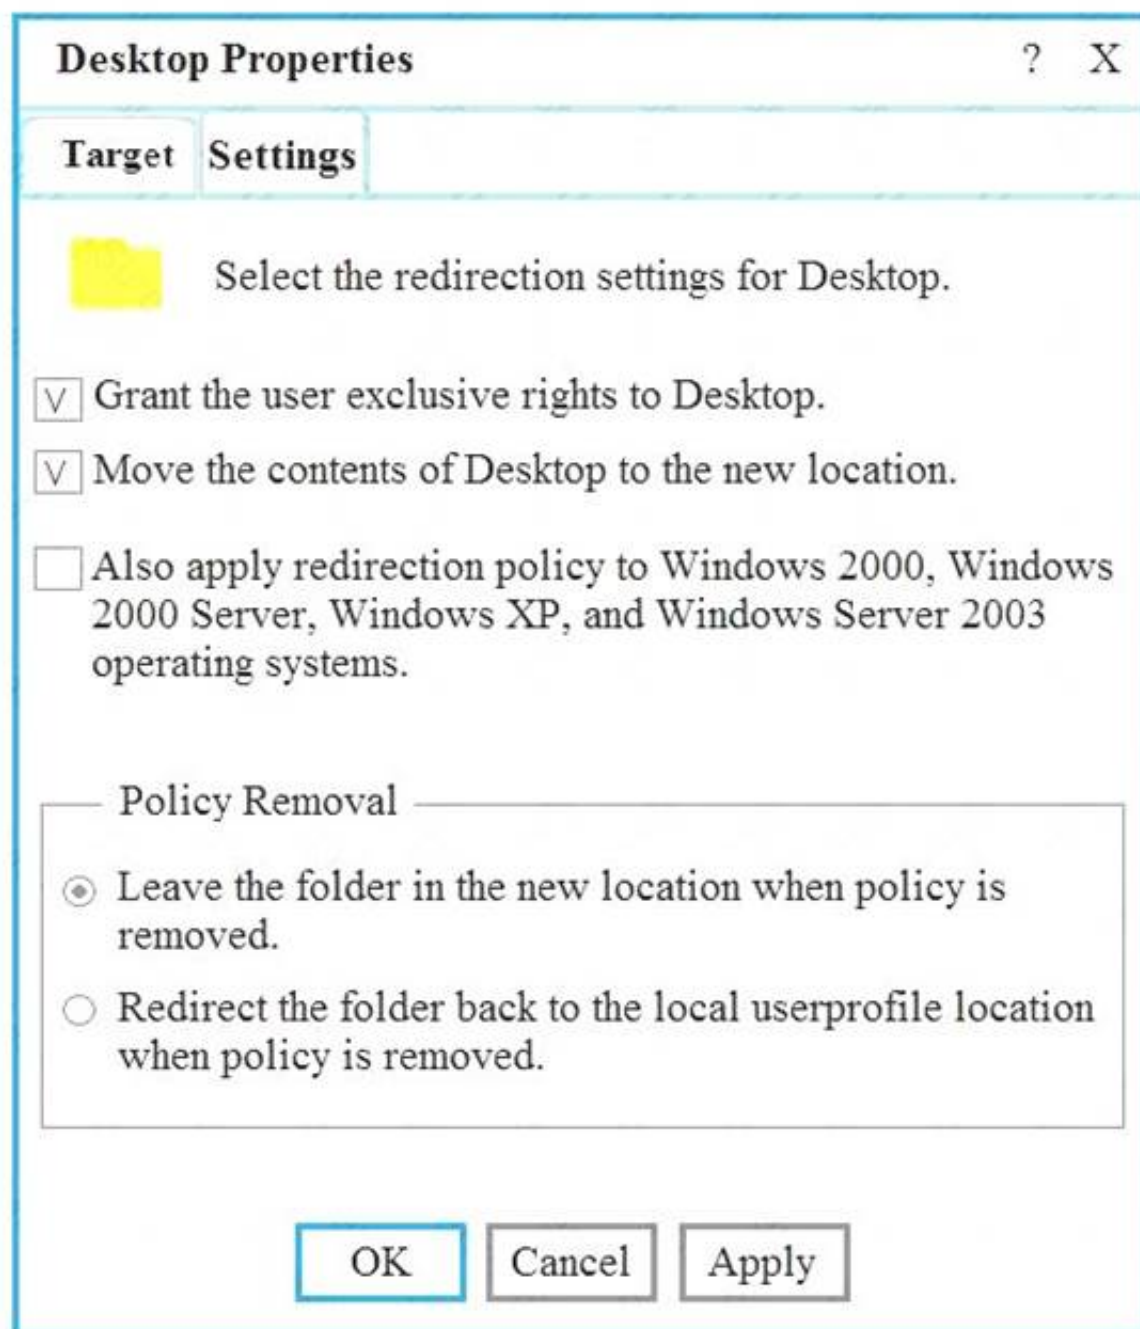 Desktop Properties ? X
Target Settings
Select the redirection settings for Desktop.
V Grant the user exclusive rights to Desktop.
V Move the contents of Desktop to the new location.
Also apply redirection policy to Windows 2000, Windows
2000 Server, Windows XP, and Windows Server 2003
operating systems.
Policy Removal
Leave the folder in the new location when policy is
removed.
Redirect the folder back to the local userprofile location
when policy is removed.
OK Cancel Apply